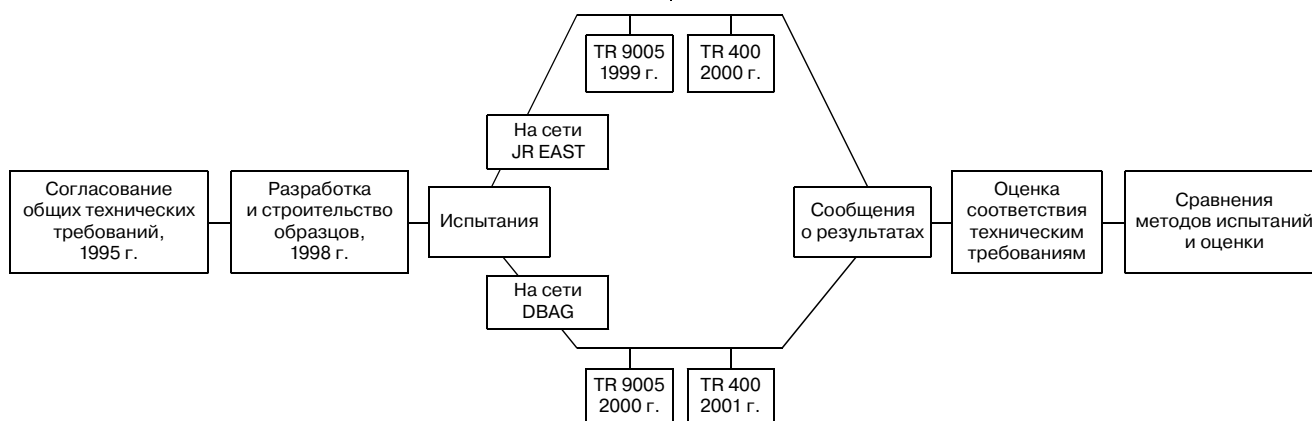 TR 9005
1999 г.
TR 400
2000 г.
На сети
JR EAST
Согласование
общих технических
требований,
1995 г.
Разработка
и строительство
образцов,
1998 г.
Испытания
Сообщения
о результатах
Оценка
соответствия
техническим
требованиям
Сравнения
методов испытаний
и оценки
На сети
DBAG
TR 9005
2000 г.
TR 400
2001 г.